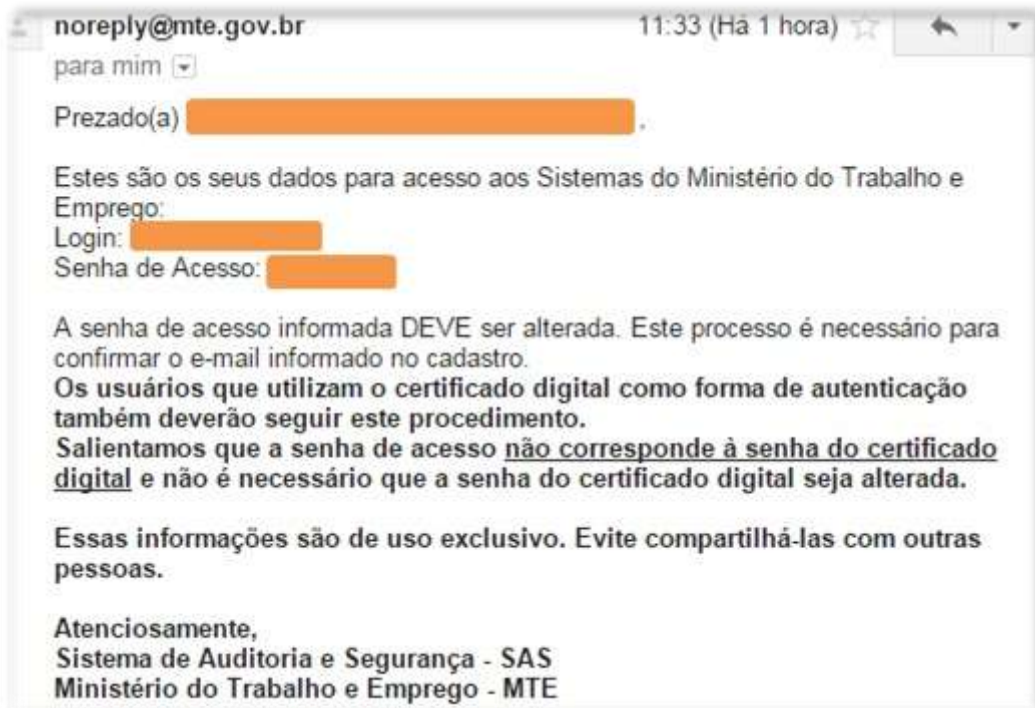 noreply@mte.gov.br 11:33 (Há 1 hora)
para mim
Prezado(a) ,
Estes são os seus dados para acesso aos Sistemas do Ministério do Trabalho e
Emprego:
Login:
Senha de Acesso:
A senha de acesso informada DEVE ser alterada. Este processo é necessário para
confirmar o e-mail informado no cadastro.
Os usuários que utilizam o certificado digital como forma de autenticação
também deverão seguir este procedimento.
Salientamos que a senha de acesso não corresponde à senha do certificado
digital e não é necessário que a senha do certificado digital seja alterada.
Essas informações são de uso exclusivo. Evite compartilhá-las com outras
pessoas.
Atenciosamente,
Sistema de Auditoria e Segurança - SAS
Ministério do Trabalho e Emprego - MTE